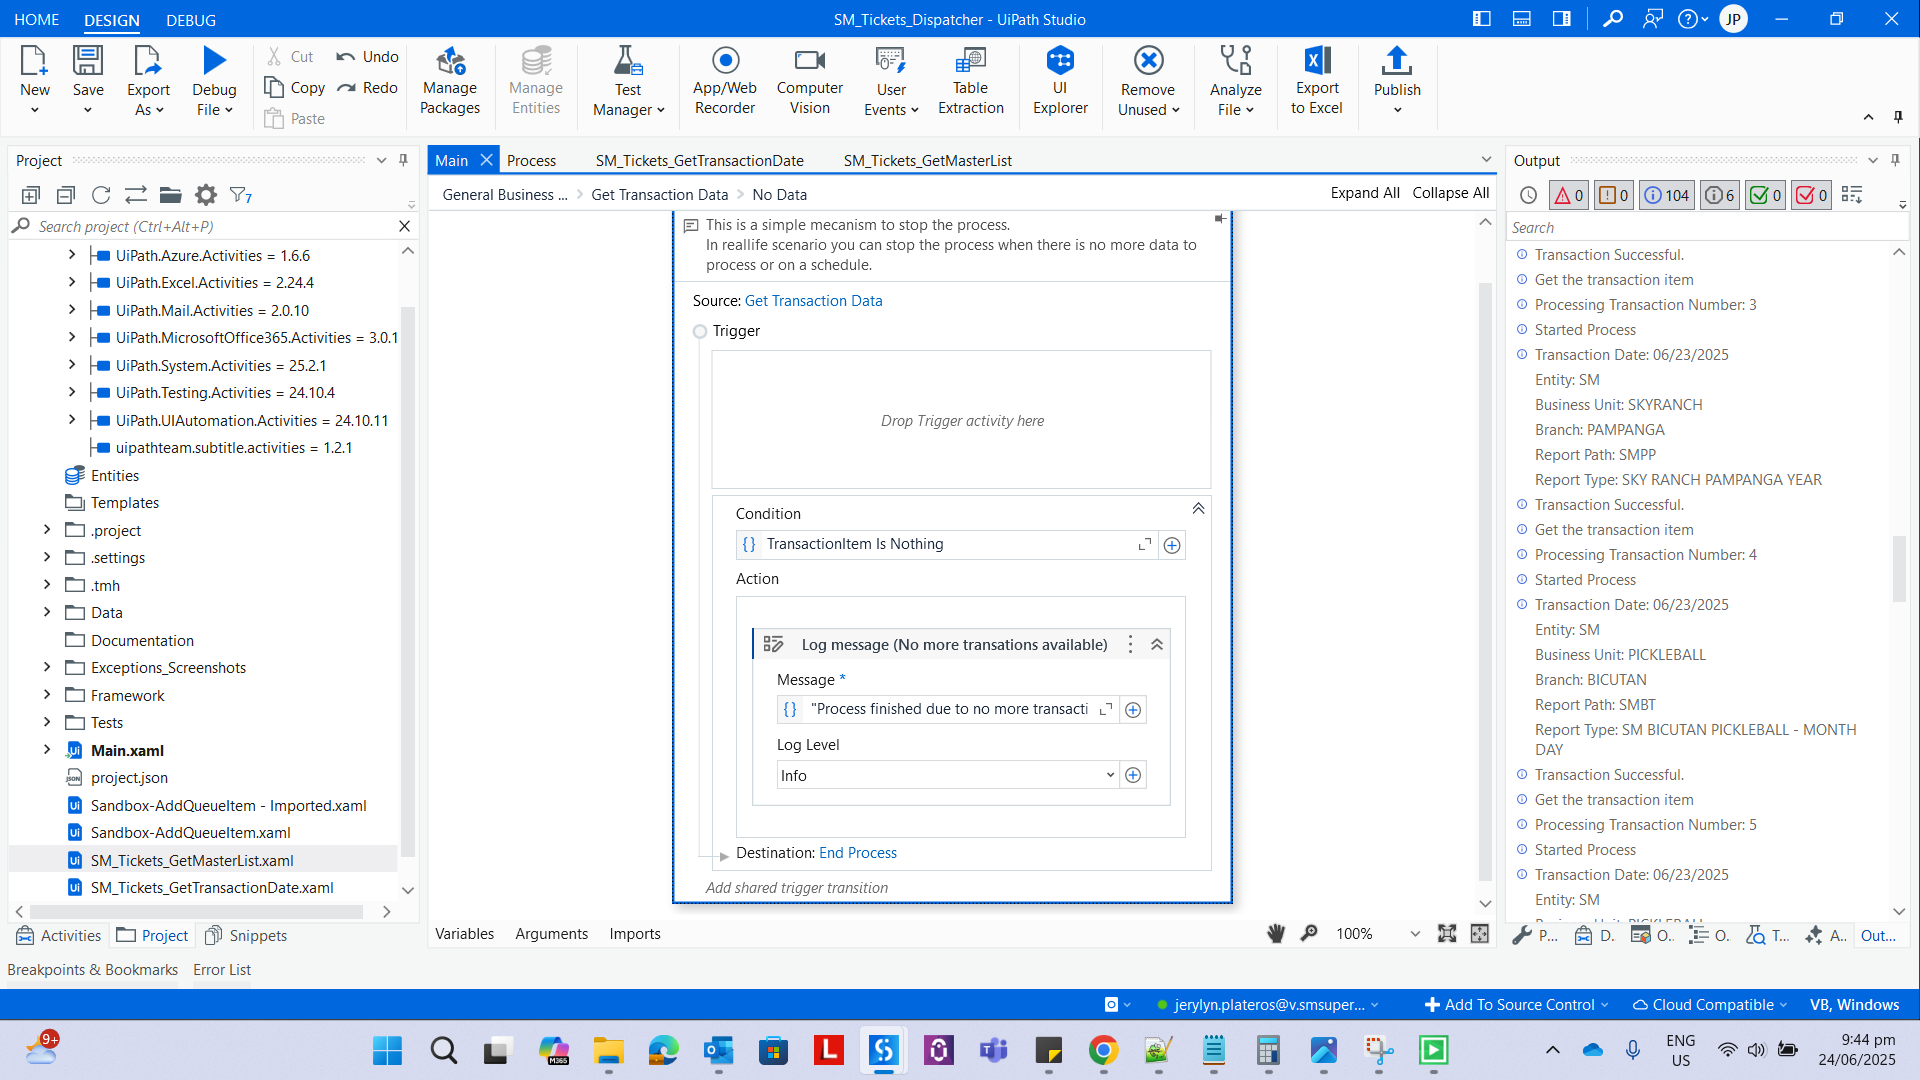 HOME
DESIGN
DEBUG
SM_Tickets_Dispatcher - UiPath Studio
JP
New
Save
Export As
Debug File
Cut
Copy
Paste
Undo
Redo
Manage Packages
Manage Entities
Test Manager
App/Web Recorder
Computer Vision
User Events
Table Extraction
UI Explorer
Remove Unused
Analyze File
Export to Excel
Publish
Project
7
Search project (Ctrl+Alt+P)
UiPath.Azure.Activities = 1.6.6
UiPath.Excel.Activities = 2.24.4
UiPath.Mail.Activities = 2.0.10
UiPath.MicrosoftOffice365.Activities = 3.0.1
UiPath.System.Activities = 25.2.1
UiPath.Testing.Activities = 24.10.4
UiPath.UIAutomation.Activities = 24.10.11
uipathteam.subtitle.activities = 1.2.1
Entities
Templates
.project
.settings
.tmh
Data
Documentation
Exceptions_Screenshots
Framework
Tests
Main.xaml
project.json
Sandbox-AddQueueItem - Imported.xaml
Sandbox-AddQueueItem.xaml
SM_Tickets_GetMasterList.xaml
SM_Tickets_GetTransactionDate.xaml
Activities
Project
Snippets
Breakpoints & Bookmarks
Error List
Main
Process
SM_Tickets_GetTransactionDate
SM_Tickets_GetMasterList
General Business ...
Get Transaction Data
No Data
Expand All
Collapse All
This is a simple mecanism to stop the process.
In reallife scenario you can stop the process when there is no more data to
process or on a schedule.
Source: Get Transaction Data
Trigger
Drop Trigger activity here
Condition
TransactionItem Is Nothing
Action
Log message (No more transations available)
Message *
"Process finished due to no more transacti
Log Level
Info
Destination: End Process
Add shared trigger transition
Variables
Arguments
Imports
100%
Output
0
0
104
6
0
0
Search
Transaction Successful.
Get the transaction item
Processing Transaction Number: 3
Started Process
Transaction Date: 06/23/2025
Entity: SM
Business Unit: SKYRANCH
Branch: PAMPANGA
Report Path: SMPP
Report Type: SKY RANCH PAMPANGA YEAR
Transaction Successful.
Get the transaction item
Processing Transaction Number: 4
Started Process
Transaction Date: 06/23/2025
Entity: SM
Business Unit: PICKLEBALL
Branch: BICUTAN
Report Path: SMBT
Report Type: SM BICUTAN PICKLEBALL - MONTH
DAY
Transaction Successful.
Get the transaction item
Processing Transaction Number: 5
Started Process
Transaction Date: 06/23/2025
Entity: SM
P...
D..
O..
O..
T...
A..
Out...
jerylyn.plateros@v.smsuper...
Add To Source Control
Cloud Compatible
VB, Windows
9+
M365
L
ENG
US
9:44 pm
24/06/2025